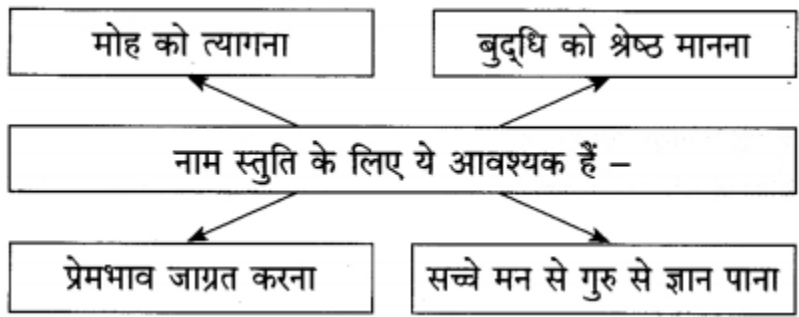 मोह को त्यागना
बुद्‌धि को श्रेष्ठ मानना
नाम स्तुति के लिए ये आवश्यक हैं –
प्रेमभाव जाग्रत करना
सच्चे मन से गुरु से ज्ञान पाना